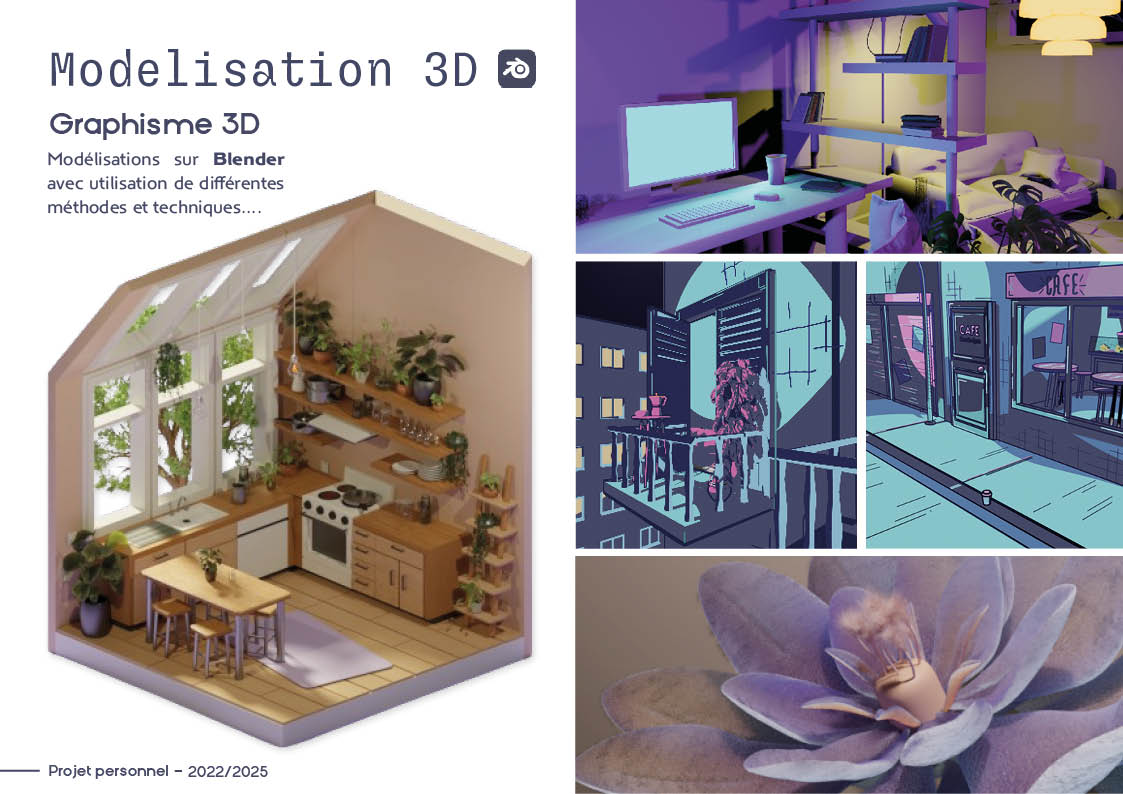 Modelisation 3D
Graphisme 3D
Modélisations sur Blender
avec utilisation de différentes
méthodes et techniques....
CAFE
CAFE
Projet personnel – 2022/2025